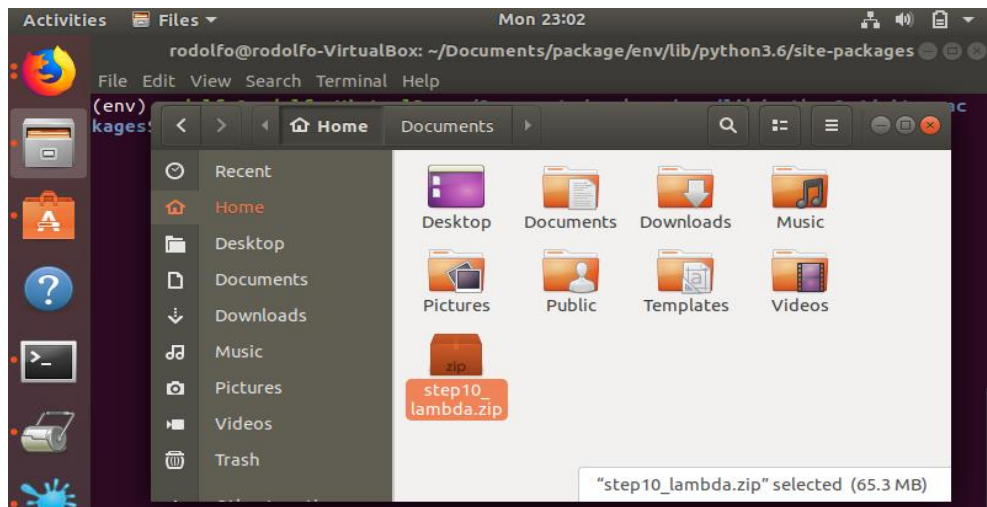 Activities Files Mon 23:02
rodolfo@rodolfo-VirtualBox: ~/Documents/package/env/lib/python3.6/site-packages
File Edit View Search Terminal Help
(env)
kages
Home Documents
Recent
Home
Desktop
Documents
Downloads
Music
Pictures
Videos
Trash
Desktop Documents Downloads Music
Pictures Public Templates Videos
zip
step10_
lambda.zip
"step10_lambda.zip" selected (65.3 MB)